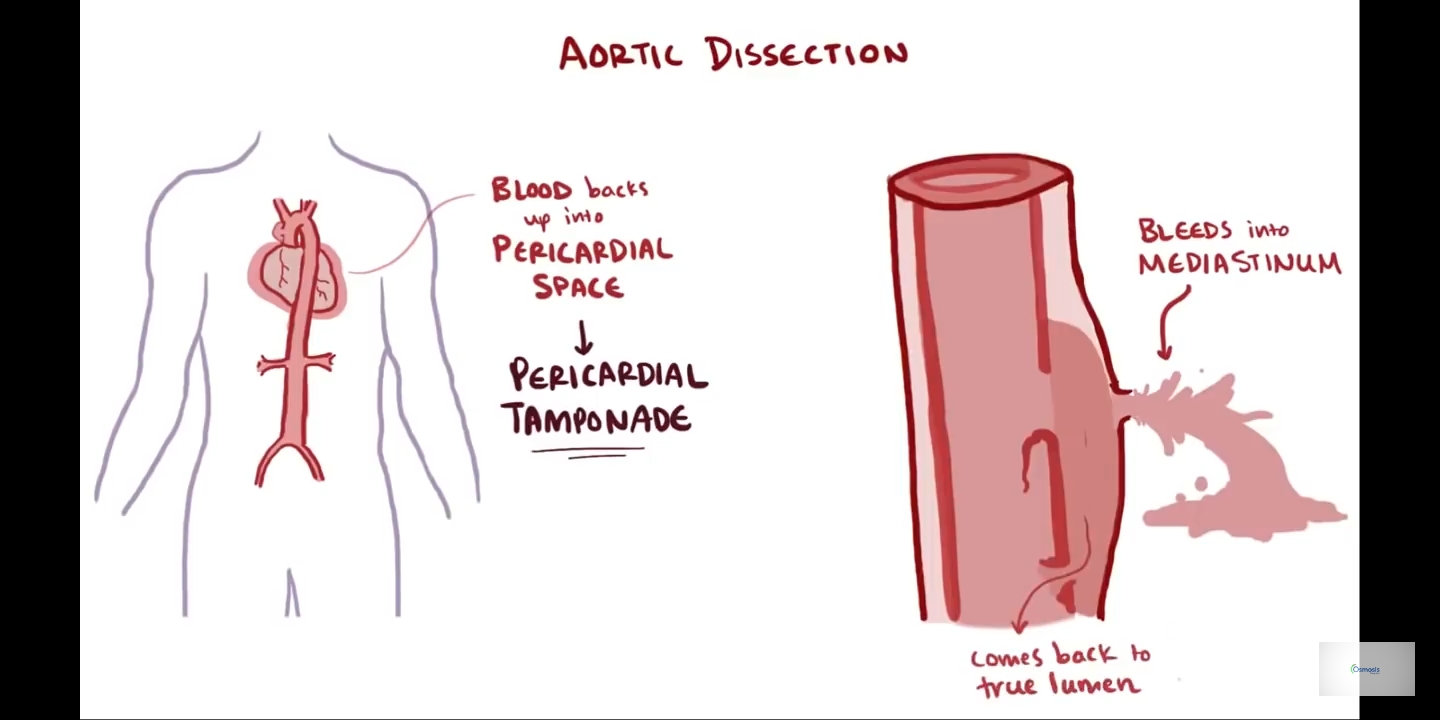 AORTIC DISSECTION
BLOOD backs
up into
PERICARDIAL
SPACE
PERICARDIAL
TAMPONADE
BLEEDS into
MEDIASTINUM
comes back to
true lumen
Osmosis